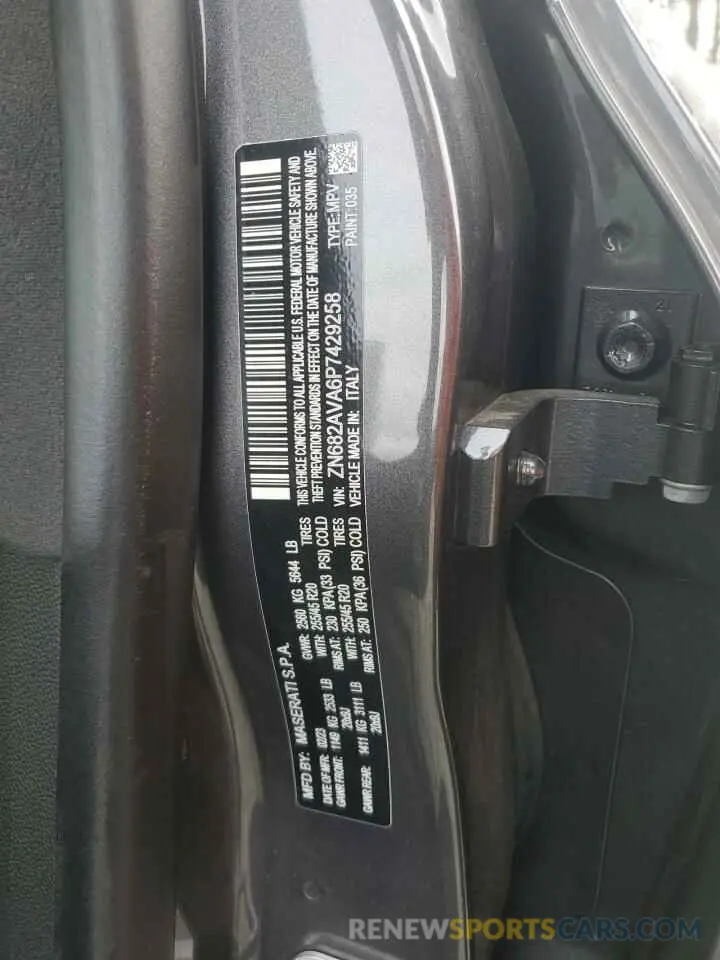 MFD BY: MASERATI S.P.A.
DATE OF MFR: 02/23 GVWR: 2560 KG 5644 LB TIRES
GAWR FRONT: 1149 KG 2533 LB WITH: 255/45 R20
20x8J RIMS AT: 230 KPA(33 PSI) COLD
GAWR REAR: 1411 KG 3111 LB WITH: 255/45 R20 TIRES
20x8J RIMS AT: 250 KPA(36 PSI) COLD
THIS VEHICLE CONFORMS TO ALL APPLICABLE U.S. FEDERAL MOTOR VEHICLE SAFETY AND
THEFT PREVENTION STANDARDS IN EFFECT ON THE DATE OF MANUFACTURE SHOWN ABOVE
VIN: ZN682AVA6P7429258 TYPE: MPV
VEHICLE MADE IN: ITALY PAINT: 035
21
RENEWSPORTSCARS.COM